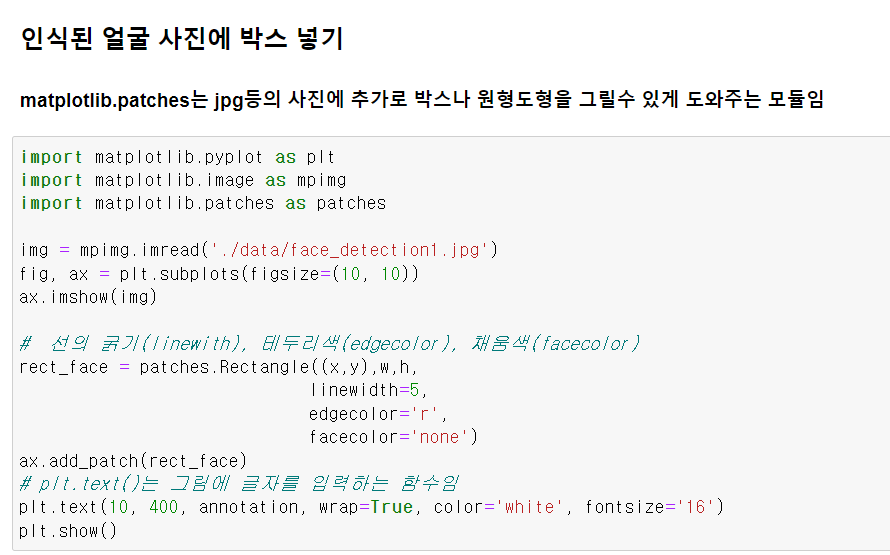 인식된 얼굴 사진에 박스 넣기
matplotlib.patches는 jpg등의 사진에 추가로 박스나 원형도형을 그릴수 있게 도와주는 모듈임
import matplotlib.pyplot as plt
import matplotlib.image as mpimg
import matplotlib.patches as patches
img = mpimg.imread('./data/face_detection1.jpg')
fig, ax = plt.subplots(figsize=(10, 10))
ax.imshow(img)
# 선의 굵기(linewith), 테두리색(edgecolor), 채움색(facecolor)
rect_face = patches.Rectangle((x,y),w,h,
linewidth=5,
edgecolor='r',
facecolor='none')
ax.add_patch(rect_face)
# plt.text()는 그림에 글자를 입력하는 함수임
plt.text(10, 400, annotation, wrap=True, color='white', fontsize='16')
plt.show()